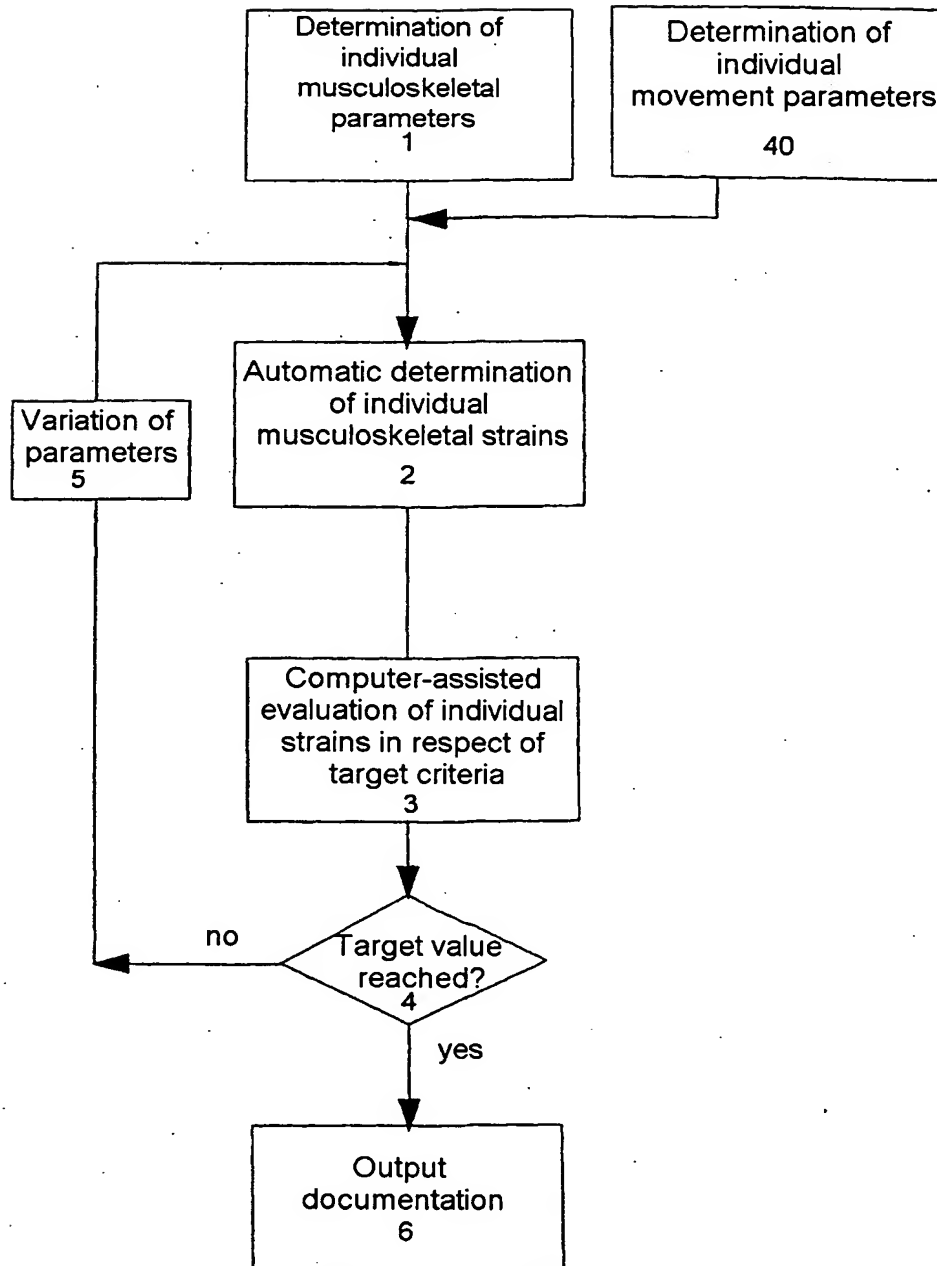 Determination of
individual
musculoskeletal
parameters
1
Determination of
individual
movement parameters
40
Automatic determination
of individual
musculoskeletal strains
2
Variation of
parameters
5
Computer-assisted
evaluation of individual
strains in respect of
target criteria
3
no
Target value
reached?
4
yes
Output
documentation
6